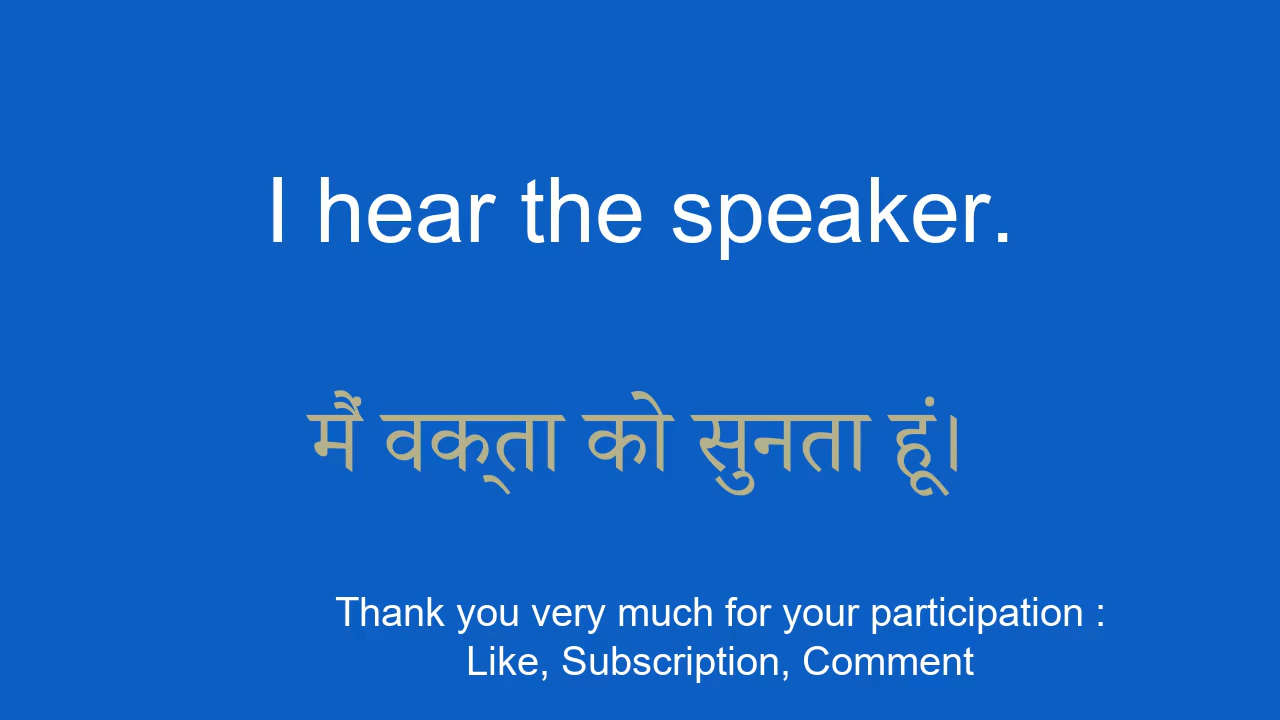 I hear the speaker.
मैं वक्ता को सुनता हूं।
Thank you very much for your participation :
Like, Subscription, Comment